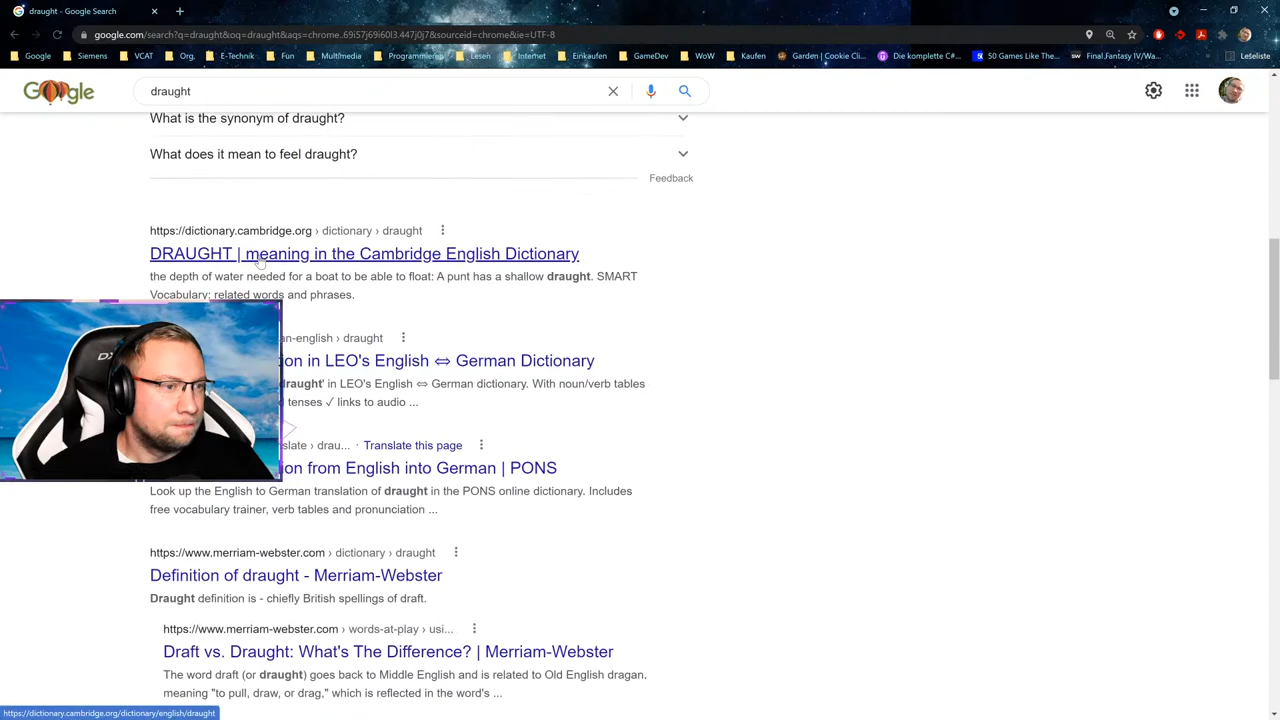 draught - Google Search
google.com/search?q=draught&oq=draught&aqs=chrome..69i57j69i60l3.447j0j7&sourceid=chrome&ie=UTF-8
Google Siemens VCAT Org. E-Technik Fun Multimedia Programmieren Lesen Internet Einkaufen GameDev WoW Kaufen Garden | Cookie Cli... Die komplette C#... 50 Games Like The... Final Fantasy IV/Wa... Leseliste
Google
draught
What is the synonym of draught?
What does it mean to feel draught?
Feedback
https://dictionary.cambridge.org › dictionary › draught
DRAUGHT | meaning in the Cambridge English Dictionary
the depth of water needed for a boat to be able to float: A punt has a shallow draught. SMART
Vocabulary: related words and phrases.
an-english › draught
on in LEO's English ⇔ German Dictionary
draught' in LEO's English ⇔ German dictionary. With noun/verb tables
tenses ✓ links to audio ...
slate › drau... · Translate this page
ion from English into German | PONS
Look up the English to German translation of draught in the PONS online dictionary. Includes
free vocabulary trainer, verb tables and pronunciation ...
https://www.merriam-webster.com › dictionary › draught
Definition of draught - Merriam-Webster
Draught definition is - chiefly British spellings of draft.
https://www.merriam-webster.com › words-at-play › usi...
Draft vs. Draught: What's The Difference? | Merriam-Webster
The word draft (or draught) goes back to Middle English and is related to Old English dragan,
meaning "to pull, draw, or drag," which is reflected in the word's ...
https://dictionary.cambridge.org/dictionary/english/draught